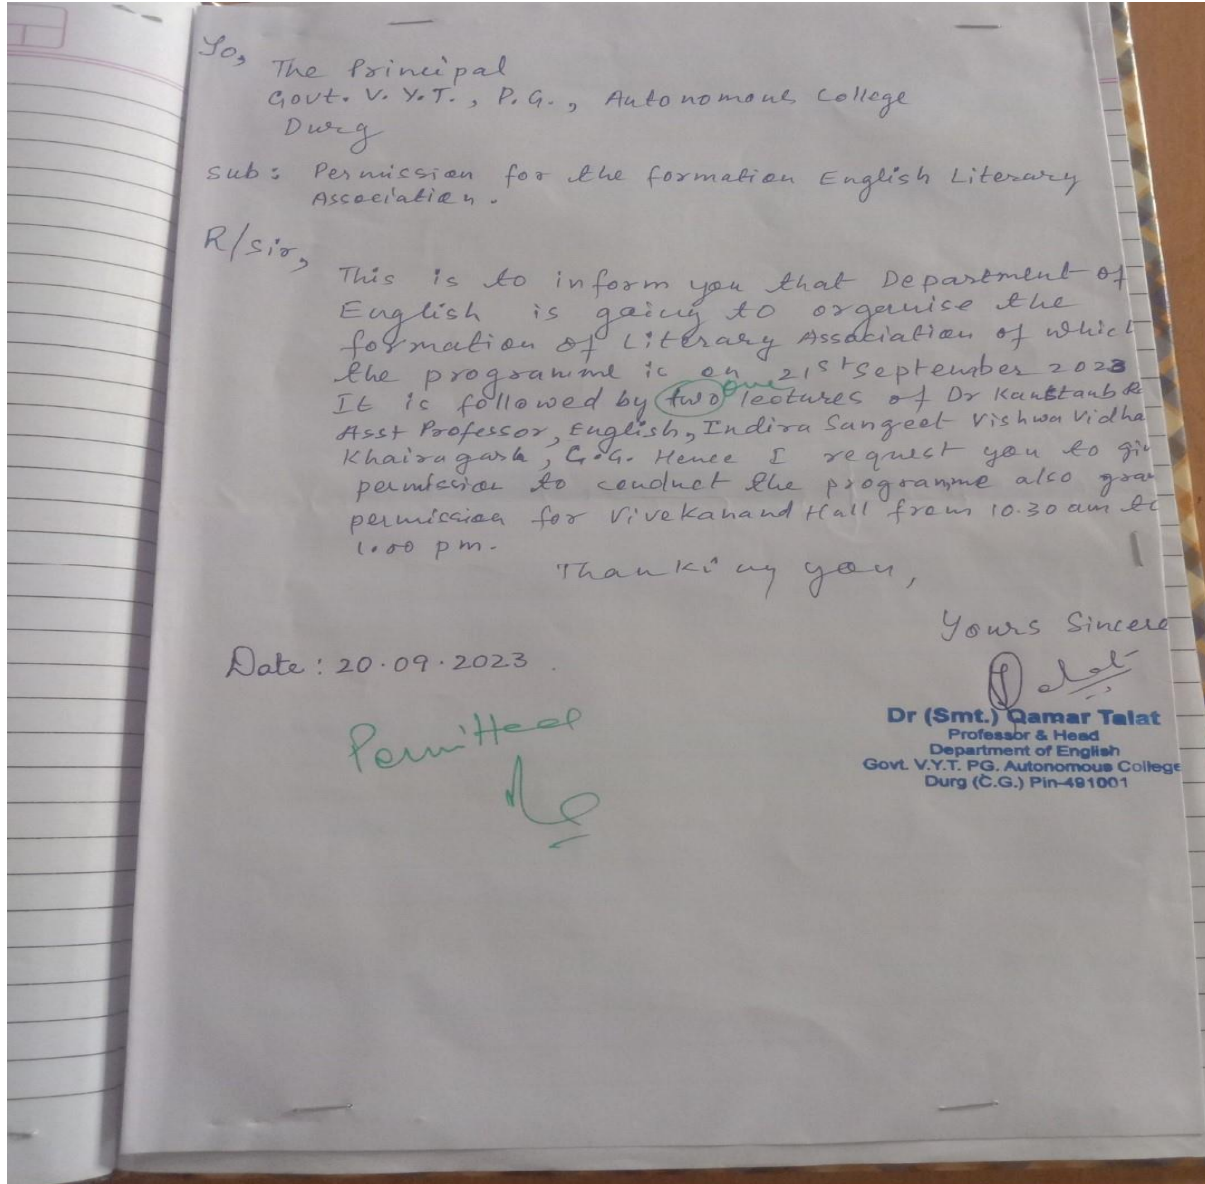 To,
The Principal
Govt. V.Y.T., P.G., Autonomous College
Durg
Sub: Permission for the formation English Literary
Association.
R/Sir,
This is to inform you that Department of
English is going to organise the
formation of Literary Association of which
the programme is on 21st September 2023
one
It is followed by two lectures of Dr Kaustaub
Asst Professor, English, Indira Sangeet Vishwa Vidha
Khairagarh, C.G. Hence I request you to giv
permission to conduct the programme also gran
permission for Vivekanand Hall from 10.30 am to
1.00 pm.
Thanking you,
Yours Sincere
Date: 20.09.2023.
Permitted
Dr (Smt.) Qamar Talat
Professor & Head
Department of English
Govt. V.Y.T. PG. Autonomous College
Durg (C.G.) Pin-491001